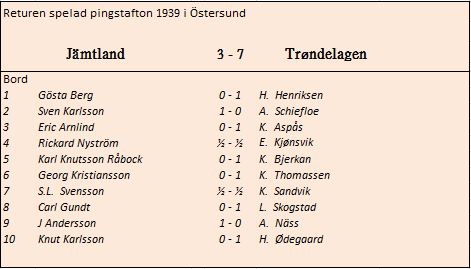 Returen spelad pingstafton 1939 i Östersund
Jämtland 3 - 7 Trøndelagen
Bord
1 Gösta Berg 0 - 1 H. Henriksen
2 Sven Karlsson 1 - 0 A. Schiefloe
3 Eric Arnlind 0 - 1 K. Aspås
4 Rickard Nyström ½ - ½ E. Kjønsvik
5 Karl Knutsson Råbock 0 - 1 K. Bjerkan
6 Georg Kristiansson 0 - 1 K. Thomassen
7 S.L. Svensson ½ - ½ K. Sandvik
8 Carl Gundt 0 - 1 L. Skogstad
9 J Andersson 1 - 0 A. Näss
10 Knut Karlsson 0 - 1 H. Ødegaard